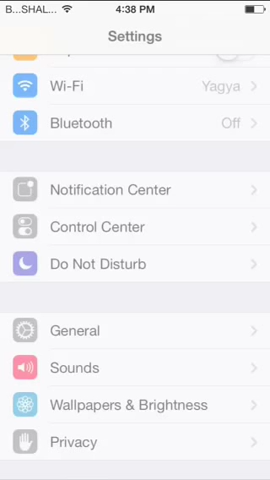 B...SHAL...
4:38 PM
Settings
Wi-Fi Yagya
Bluetooth Off
Notification Center
Control Center
Do Not Disturb
General
Sounds
Wallpapers & Brightness
Privacy